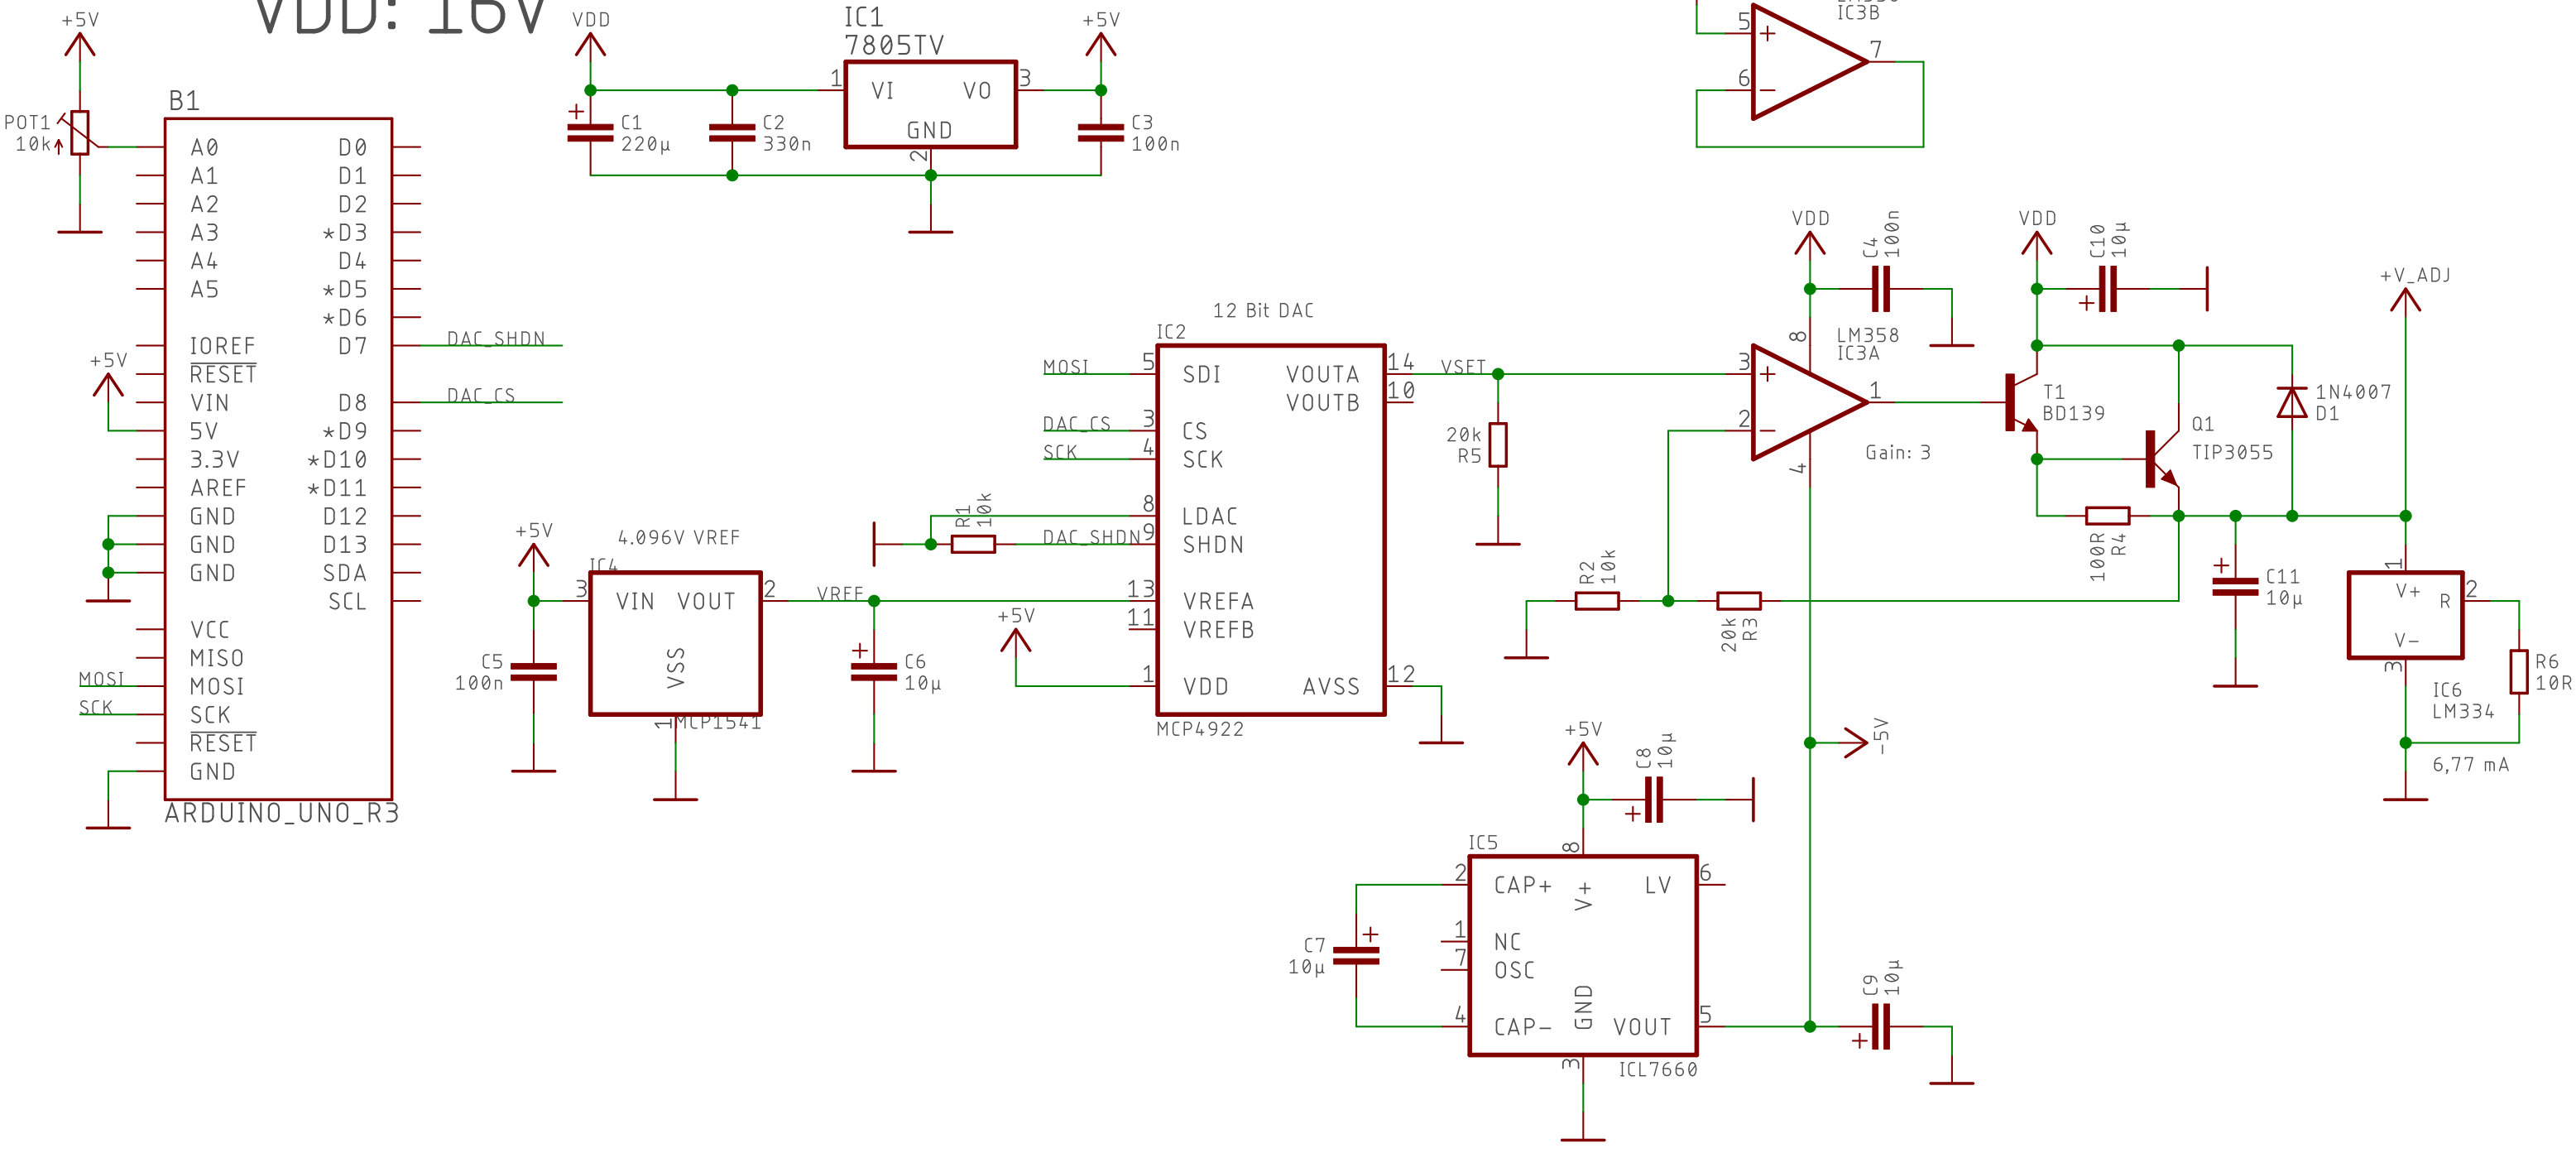 VDD: 16V
+5V
POT1
10k
B1
A0
A1
A2
A3
A4
A5
IOREF
RESET
VIN
5V
3.3V
AREF
GND
GND
GND
VCC
MISO
MOSI
SCK
RESET
GND
D0
D1
D2
*D3
D4
*D5
*D6
D7
D8
*D9
*D10
*D11
D12
D13
SDA
SCL
ARDUINO_UNO_R3
+5V
MOSI
SCK
DAC_SHDN
DAC_CS
VDD
C1
220µ
C2
330n
IC1
7805TV
1
VI
VO
3
GND
2
+5V
C3
100n
IC3B
5
6
7
+5V
4.096V VREF
IC4
3
VIN
VOUT
2
VSS
1
MCP1541
C5
100n
VREF
C6
10µ
R1
10k
+5V
12 Bit DAC
IC2
MOSI
5
SDI
DAC_CS
3
CS
SCK
4
SCK
8
LDAC
DAC_SHDN
9
SHDN
13
VREFA
11
VREFB
1
VDD
VOUTA
14
VOUTB
10
AVSS
12
MCP4922
VSET
20k
R5
R2
10k
20k
R3
VDD
C4
100n
8
LM358
IC3A
3
2
1
4
Gain: 3
VDD
C10
10µ
T1
BD139
Q1
TIP3055
1N4007
D1
100R
R4
C11
10µ
+V_ADJ
1
V+
R
2
V-
3
IC6
LM334
R6
10R
6,77 mA
-5V
+5V
C8
10µ
IC5
8
2
CAP+
V+
LV
6
1
NC
7
OSC
4
CAP-
GND
VOUT
5
3
ICL7660
C7
10µ
C9
10µ